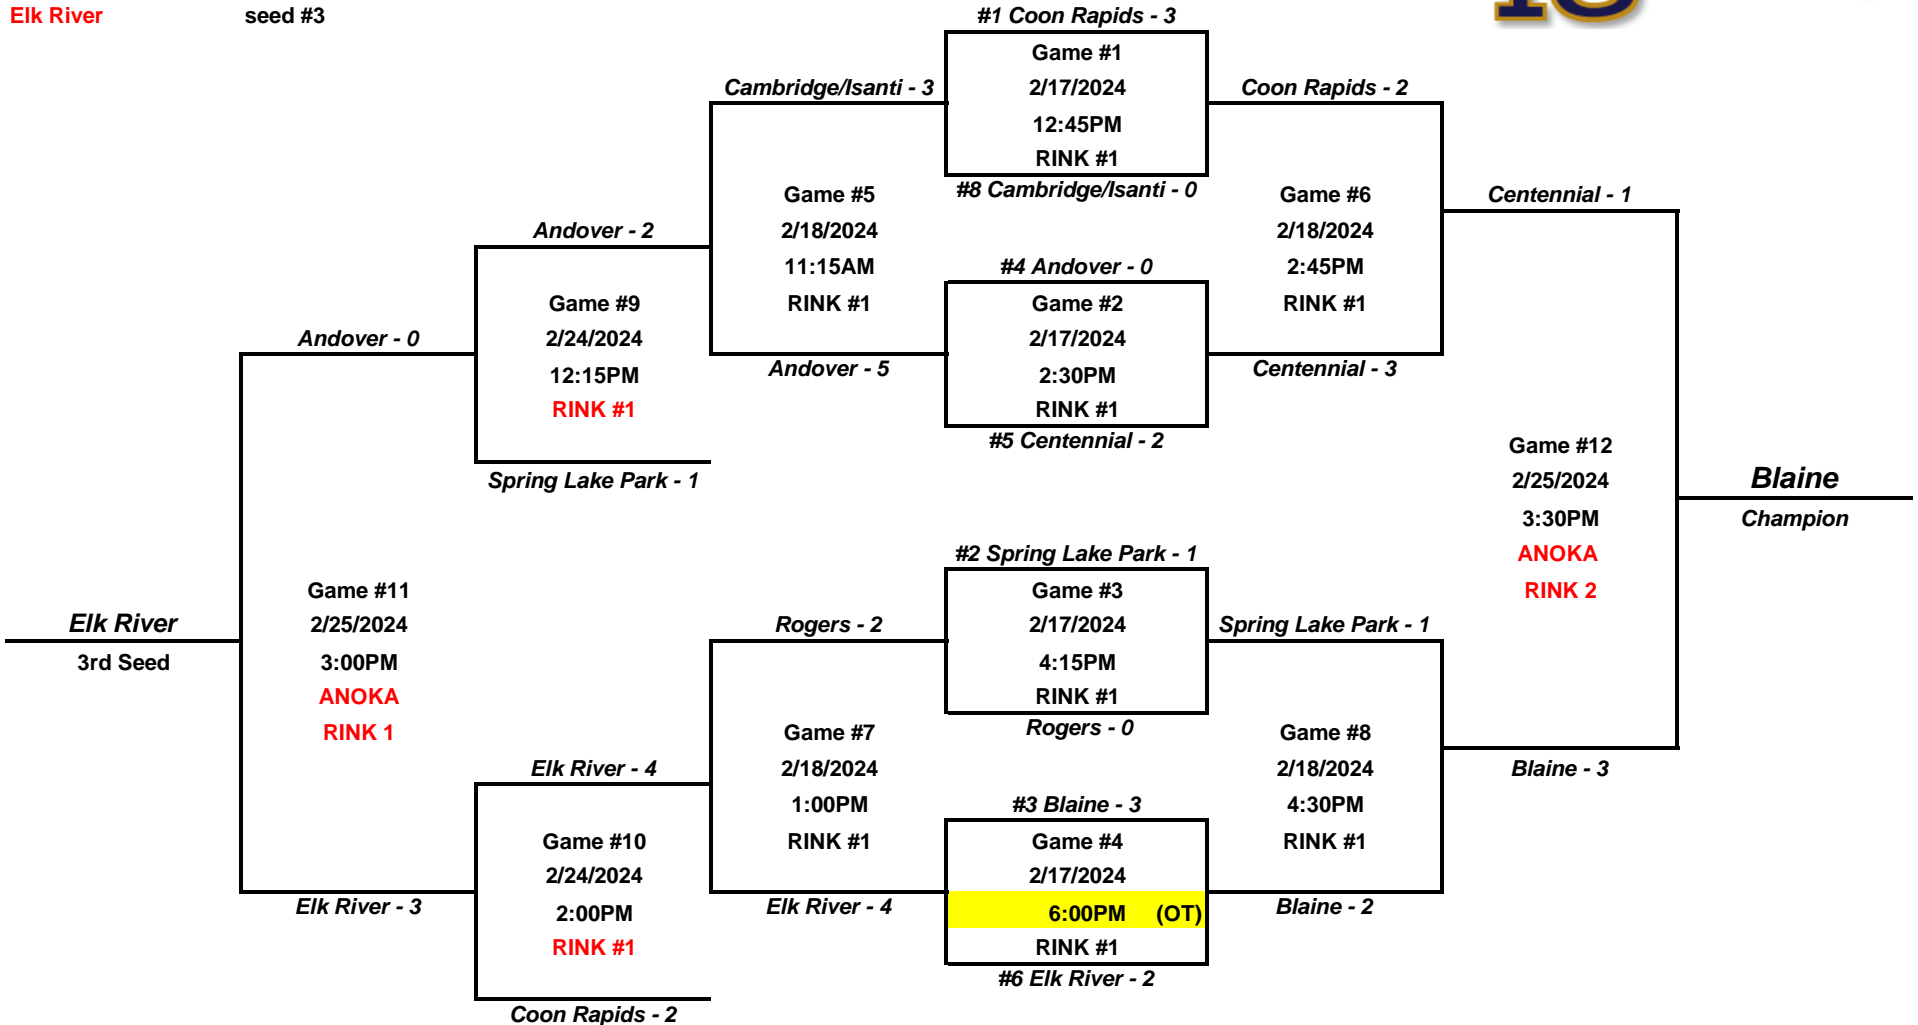 Elk River seed #3
#1 Coon Rapids - 3
Game #1
2/17/2024
12:45PM
RINK #1
#8 Cambridge/Isanti - 0
Cambridge/Isanti - 3
Coon Rapids - 2
Game #5
2/18/2024
11:15AM
RINK #1
Game #6
2/18/2024
2:45PM
RINK #1
Centennial - 1
Andover - 2
#4 Andover - 0
Game #2
2/17/2024
2:30PM
RINK #1
#5 Centennial - 2
Game #9
2/24/2024
12:15PM
RINK #1
Andover - 0
Andover - 5
Centennial - 3
Spring Lake Park - 1
Game #12
2/25/2024
3:30PM
ANOKA
RINK 2
Blaine
Champion
#2 Spring Lake Park - 1
Game #3
2/17/2024
4:15PM
RINK #1
Rogers - 0
Game #11
2/25/2024
3:00PM
ANOKA
RINK 1
Elk River
3rd Seed
Rogers - 2
Spring Lake Park - 1
Game #7
2/18/2024
1:00PM
RINK #1
Game #8
2/18/2024
4:30PM
RINK #1
Elk River - 4
Blaine - 3
#3 Blaine - 3
Game #4
2/17/2024
6:00PM (OT)
RINK #1
#6 Elk River - 2
Game #10
2/24/2024
2:00PM
RINK #1
Elk River - 3
Elk River - 4
Blaine - 2
Coon Rapids - 2